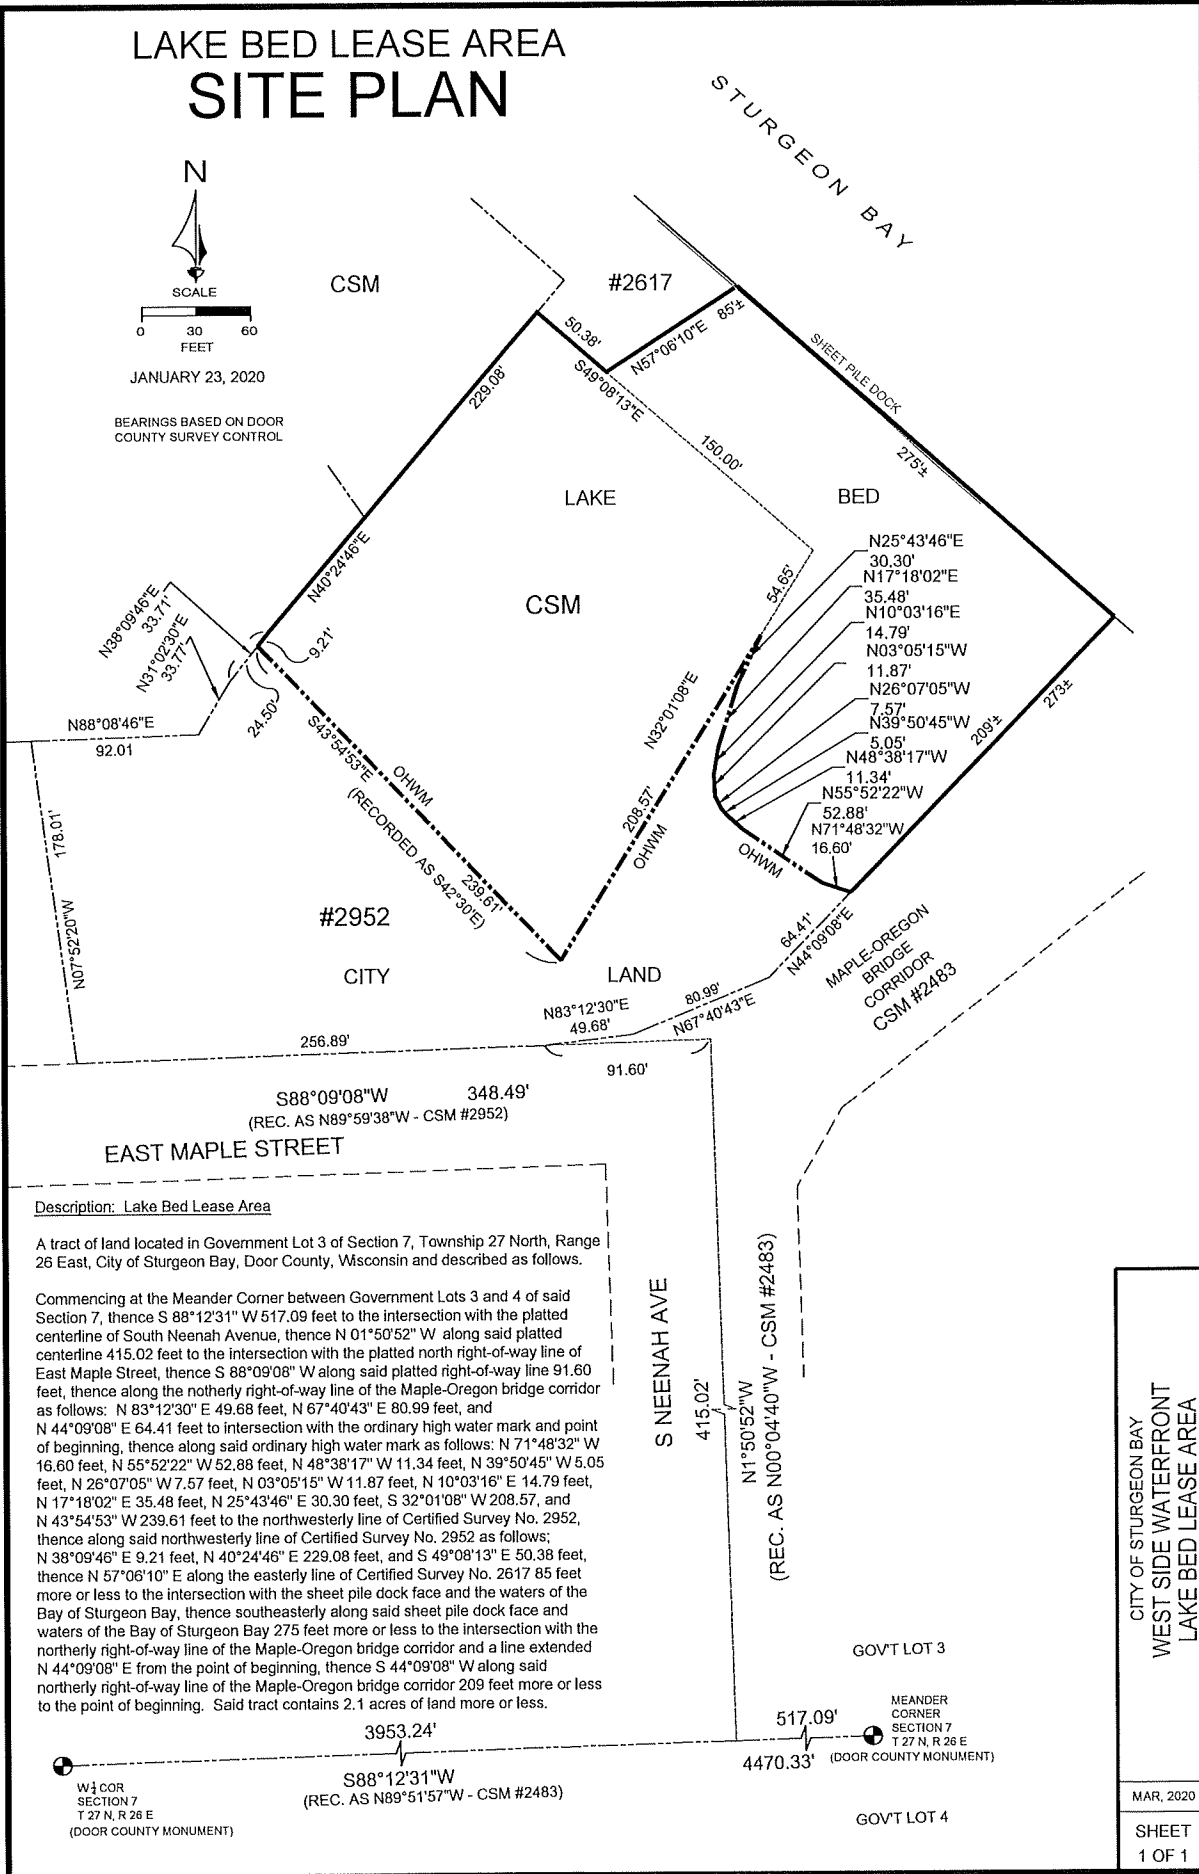 LAKE BED LEASE AREA
SITE PLAN
STURGEON BAY
N
SCALE
0 30 60
FEET
JANUARY 23, 2020
BEARINGS BASED ON DOOR
COUNTY SURVEY CONTROL
CSM
#2617
50.38'
S49°08'13"E
N57°06'10"E
85'±
SHEET PILE DOCK
275'±
229.08'
N40°24'46"E
150.00'
LAKE
BED
CSM
54.65'
N25°43'46"E
30.30'
N17°18'02"E
35.48'
N10°03'16"E
14.79'
N03°05'15"W
11.87'
N26°07'05"W
7.57'
N39°50'45"W
5.05'
N48°38'17"W
11.34'
N55°52'22"W
52.88'
N71°48'32"W
16.60'
273±
209'±
N38°09'46"E
33.71'
N31°02'30"E
33.77'
9.21'
24.50'
N88°08'46"E
92.01
S43°54'53"E
OHWM
(RECORDED AS S42°30'E)
239.61'
N32°01'08"E
208.57'
OHWM
OHWM
178.01'
N07°52'20"W
#2952
CITY
LAND
64.41'
N44°09'08"E
MAPLE-OREGON
BRIDGE
CORRIDOR
CSM #2483
N83°12'30"E
49.68'
80.99'
N67°40'43"E
256.89'
91.60'
S88°09'08"W 348.49'
(REC. AS N89°59'38"W - CSM #2952)
EAST MAPLE STREET
Description: Lake Bed Lease Area
A tract of land located in Government Lot 3 of Section 7, Township 27 North, Range
26 East, City of Sturgeon Bay, Door County, Wisconsin and described as follows.
Commencing at the Meander Corner between Government Lots 3 and 4 of said
Section 7, thence S 88°12'31" W 517.09 feet to the intersection with the platted
centerline of South Neenah Avenue, thence N 01°50'52" W along said platted
centerline 415.02 feet to the intersection with the platted north right-of-way line of
East Maple Street, thence S 88°09'08" W along said platted right-of-way line 91.60
feet, thence along the notherly right-of-way line of the Maple-Oregon bridge corridor
as follows: N 83°12'30" E 49.68 feet, N 67°40'43" E 80.99 feet, and
N 44°09'08" E 64.41 feet to intersection with the ordinary high water mark and point
of beginning, thence along said ordinary high water mark as follows: N 71°48'32" W
16.60 feet, N 55°52'22" W 52.88 feet, N 48°38'17" W 11.34 feet, N 39°50'45" W 5.05
feet, N 26°07'05" W 7.57 feet, N 03°05'15" W 11.87 feet, N 10°03'16" E 14.79 feet,
N 17°18'02" E 35.48 feet, N 25°43'46" E 30.30 feet, S 32°01'08" W 208.57, and
N 43°54'53" W 239.61 feet to the northwesterly line of Certified Survey No. 2952,
thence along said northwesterly line of Certified Survey No. 2952 as follows;
N 38°09'46" E 9.21 feet, N 40°24'46" E 229.08 feet, and S 49°08'13" E 50.38 feet,
thence N 57°06'10" E along the easterly line of Certified Survey No. 2617 85 feet
more or less to the intersection with the sheet pile dock face and the waters of the
Bay of Sturgeon Bay, thence southeasterly along said sheet pile dock face and
waters of the Bay of Sturgeon Bay 275 feet more or less to the intersection with the
northerly right-of-way line of the Maple-Oregon bridge corridor and a line extended
N 44°09'08" E from the point of beginning, thence S 44°09'08" W along said
northerly right-of-way line of the Maple-Oregon bridge corridor 209 feet more or less
to the point of beginning. Said tract contains 2.1 acres of land more or less.
S NEENAH AVE
415.02'
N1°50'52"W
(REC. AS N00°04'40"W - CSM #2483)
GOV'T LOT 3
MEANDER
CORNER
SECTION 7
T 27 N, R 26 E
(DOOR COUNTY MONUMENT)
3953.24'
517.09'
4470.33'
S88°12'31"W
(REC. AS N89°51'57"W - CSM #2483)
W¼ COR
SECTION 7
T 27 N, R 26 E
(DOOR COUNTY MONUMENT)
GOV'T LOT 4
CITY OF STURGEON BAY
WEST SIDE WATERFRONT
LAKE BED LEASE AREA
MAR, 2020
SHEET
1 OF 1